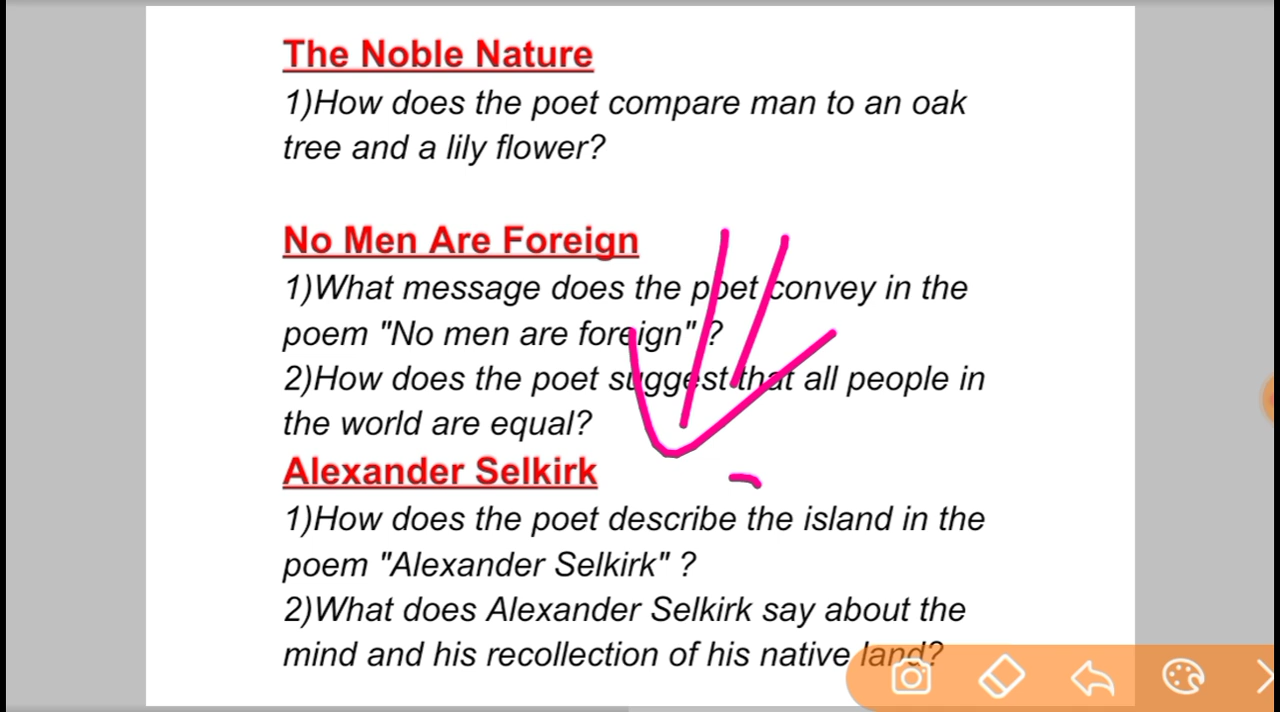 The Noble Nature
1)How does the poet compare man to an oak
tree and a lily flower?
No Men Are Foreign
1)What message does the poet convey in the
poem "No men are foreign" ?
2)How does the poet suggest that all people in
the world are equal?
Alexander Selkirk
1)How does the poet describe the island in the
poem "Alexander Selkirk" ?
2)What does Alexander Selkirk say about the
mind and his recollection of his native land?